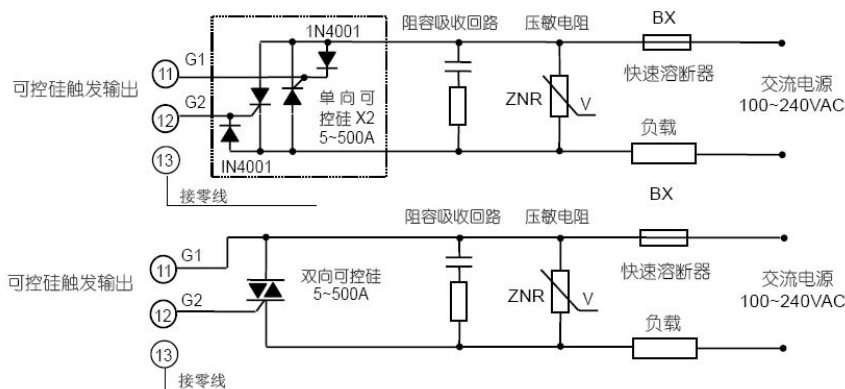 1N4001
阻容吸收回路
压敏电阻
BX
11
G1
可控硅触发输出
12
G2
单向可
控硅 X2
5~500A
ZNR
V
快速溶断器
交流电源
100~240VAC
负载
IN4001
13
接零线
阻容吸收回路
压敏电阻
BX
11
G1
可控硅触发输出
12
G2
双向可控硅
5~500A
ZNR
V
快速溶断器
交流电源
100~240VAC
负载
13
接零线